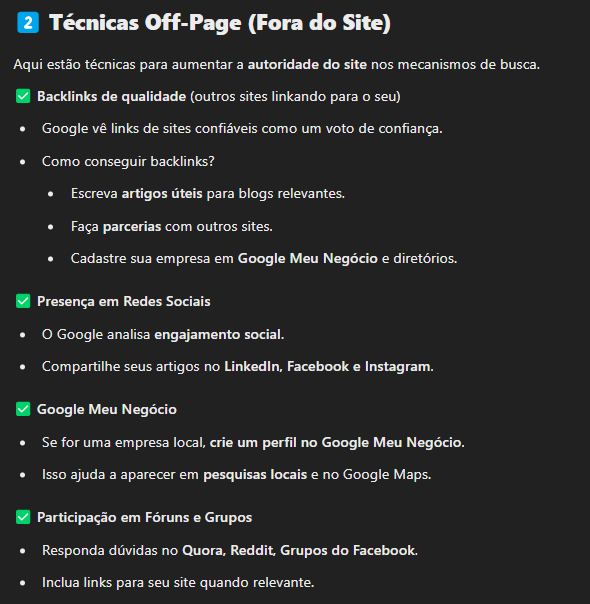 2 Técnicas Off-Page (Fora do Site)
Aqui estão técnicas para aumentar a autoridade do site nos mecanismos de busca.
✅ Backlinks de qualidade (outros sites linkando para o seu)
• Google vê links de sites confiáveis como um voto de confiança.
• Como conseguir backlinks?
• Escreva artigos úteis para blogs relevantes.
• Faça parcerias com outros sites.
• Cadastre sua empresa em Google Meu Negócio e diretórios.
✅ Presença em Redes Sociais
• O Google analisa engajamento social.
• Compartilhe seus artigos no LinkedIn, Facebook e Instagram.
✅ Google Meu Negócio
• Se for uma empresa local, crie um perfil no Google Meu Negócio.
• Isso ajuda a aparecer em pesquisas locais e no Google Maps.
✅ Participação em Fóruns e Grupos
• Responda dúvidas no Quora, Reddit, Grupos do Facebook.
• Inclua links para seu site quando relevante.